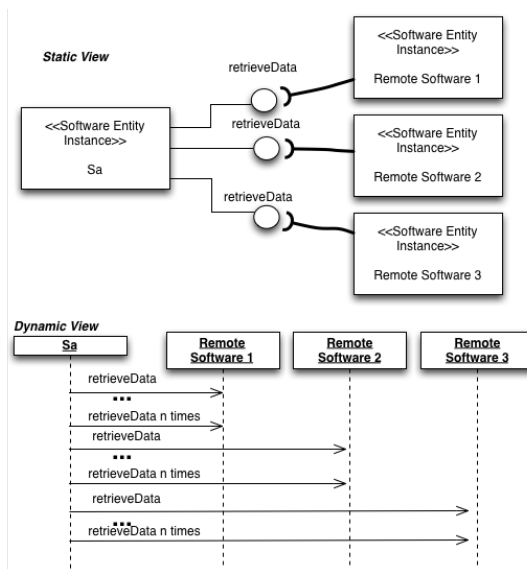 Static View
<<Software Entity
Instance>>
Sa
retrieveData
retrieveData
retrieveData
<<Software Entity
Instance>>
Remote Software 1
<<Software Entity
Instance>>
Remote Software 2
<<Software Entity
Instance>>
Remote Software 3
Dynamic View
Sa
Remote
Software 1
Remote
Software 2
Remote
Software 3
retrieveData
...
retrieveData n times
retrieveData
...
retrieveData n times
retrieveData
...
retrieveData n times